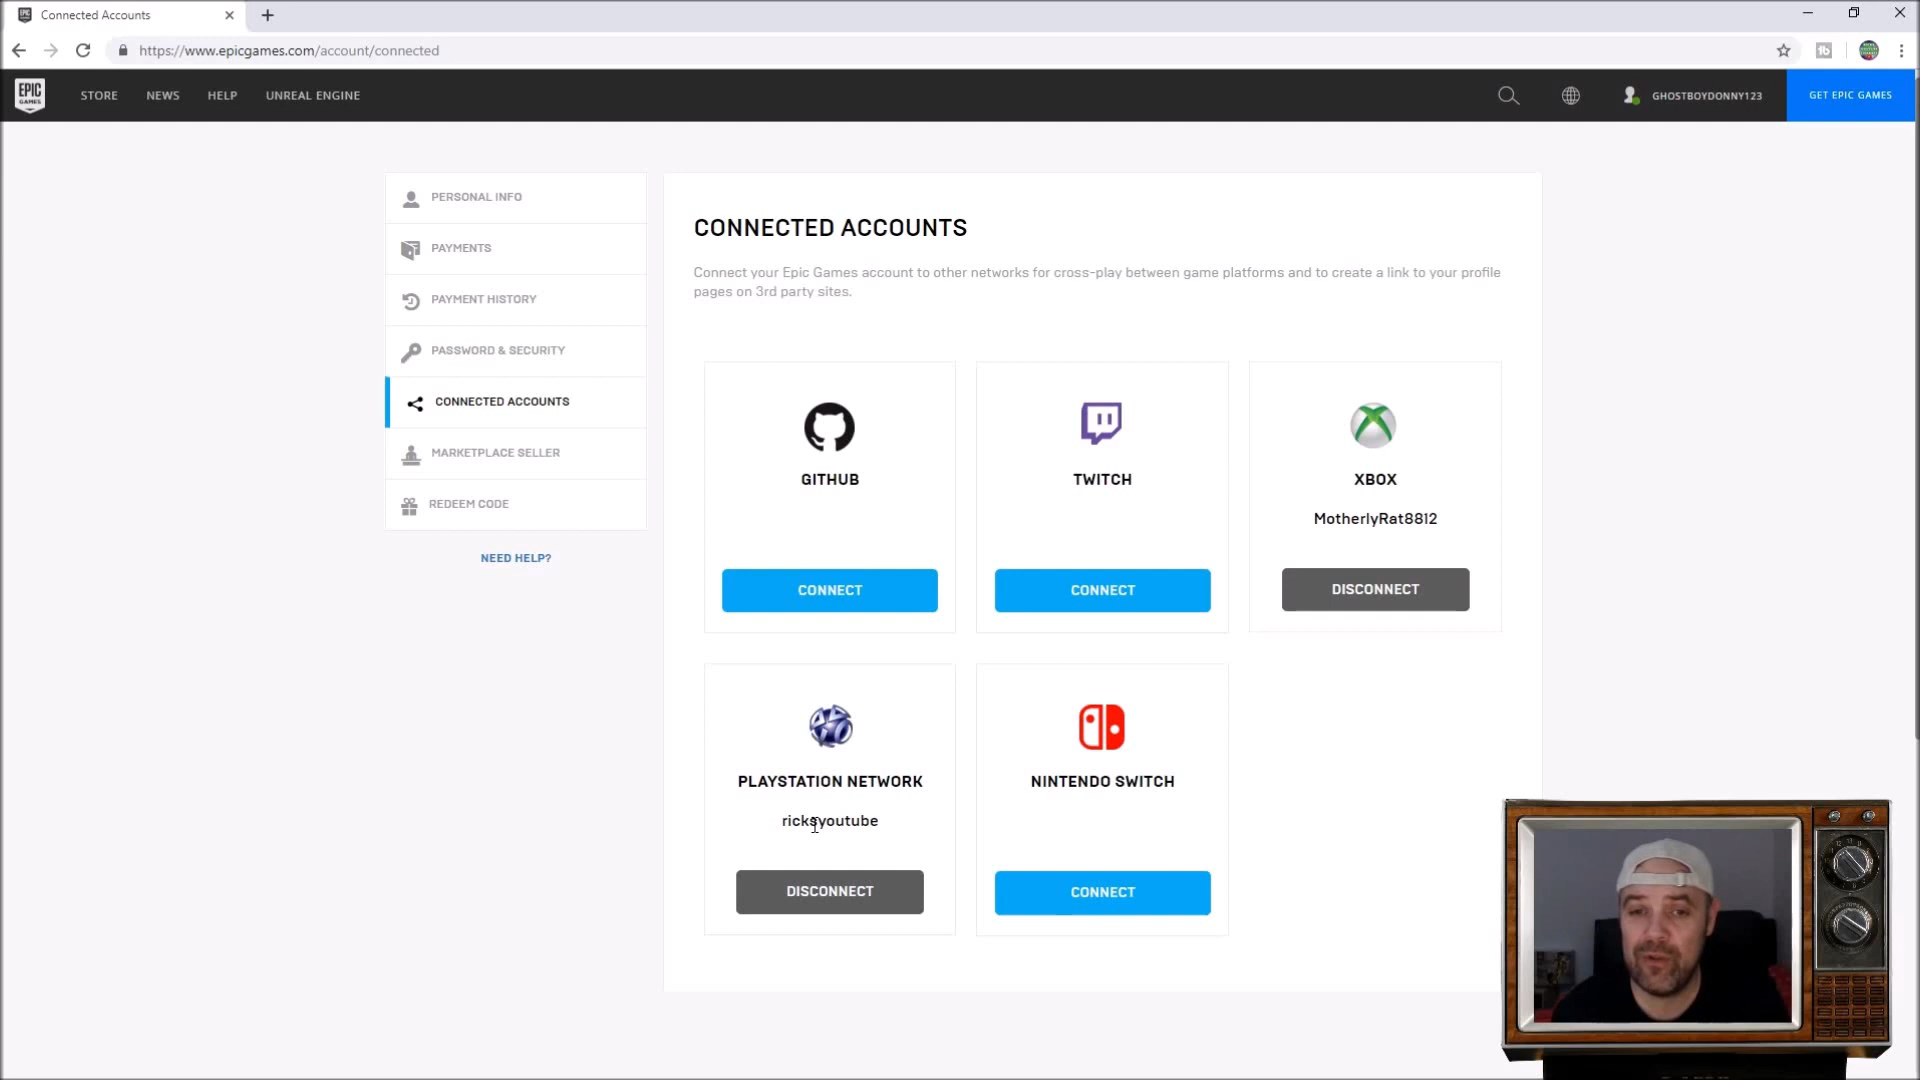 Connected Accounts
https://www.epicgames.com/account/connected
EPIC GAMES
STORE
NEWS
HELP
UNREAL ENGINE
GHOSTBOYDONNY123
GET EPIC GAMES
PERSONAL INFO
PAYMENTS
PAYMENT HISTORY
PASSWORD & SECURITY
CONNECTED ACCOUNTS
MARKETPLACE SELLER
REDEEM CODE
NEED HELP?
CONNECTED ACCOUNTS
Connect your Epic Games account to other networks for cross-play between game platforms and to create a link to your profile
pages on 3rd party sites.
GITHUB
CONNECT
TWITCH
CONNECT
XBOX
MotherlyRat8812
DISCONNECT
PLAYSTATION NETWORK
ricksyoutube
DISCONNECT
NINTENDO SWITCH
CONNECT